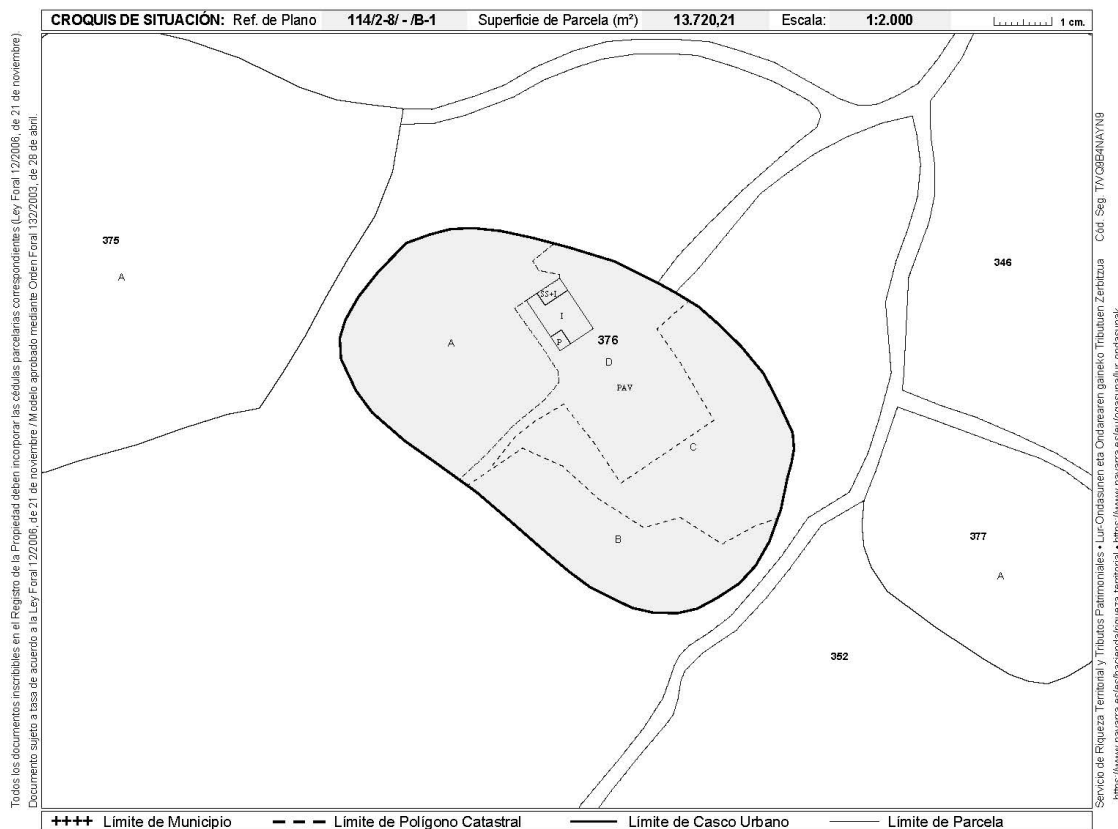 CROQUIS DE SITUACIÓN: Ref. de Plano 114/2-8/ - /B-1 Superficie de Parcela (m²) 13.720,21 Escala: 1:2.000 1 cm.
Todos los documentos inscribibles en el Registro de la Propiedad deben incorporar las cédulas parcelarias correspondientes (Ley Foral 12/2006, de 21 de noviembre).
Documento sujeto a tasa de acuerdo a la Ley Foral 12/2006, de 21 de noviembre / Modelo aprobado mediante Orden Foral 132/2003, de 28 de abril.
375
A
346
SS+I
I
P
376
A
D
PAV
C
B
377
A
352
Servicio de Riqueza Territorial y Tributos Patrimoniales • Lur-Ondasunen eta Ondarearen gaineko Tributuen Zerbitzua Cód. Seg.
++++ Límite de Municipio Límite de Polígono Catastral Límite de Casco Urbano Límite de Parcela